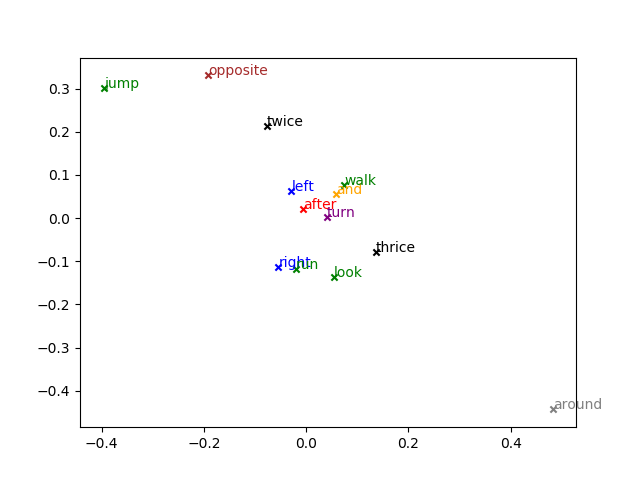 jump
opposite
twice
left
walk
and
after
turn
thrice
right
run
look
around
0.3
0.2
0.1
0.0
−0.1
−0.2
−0.3
−0.4
−0.4
−0.2
0.0
0.2
0.4